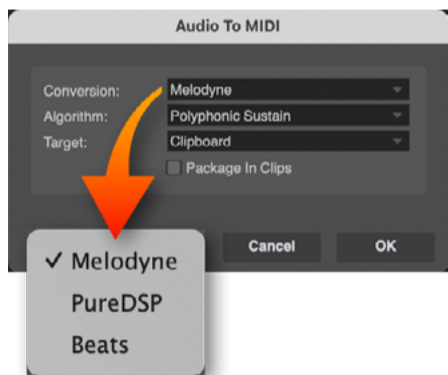 Audio To MIDI
Conversion: Melodyne
Algorithm: Polyphonic Sustain
Target: Clipboard
Package In Clips
Cancel OK
✓ Melodyne
PureDSP
Beats